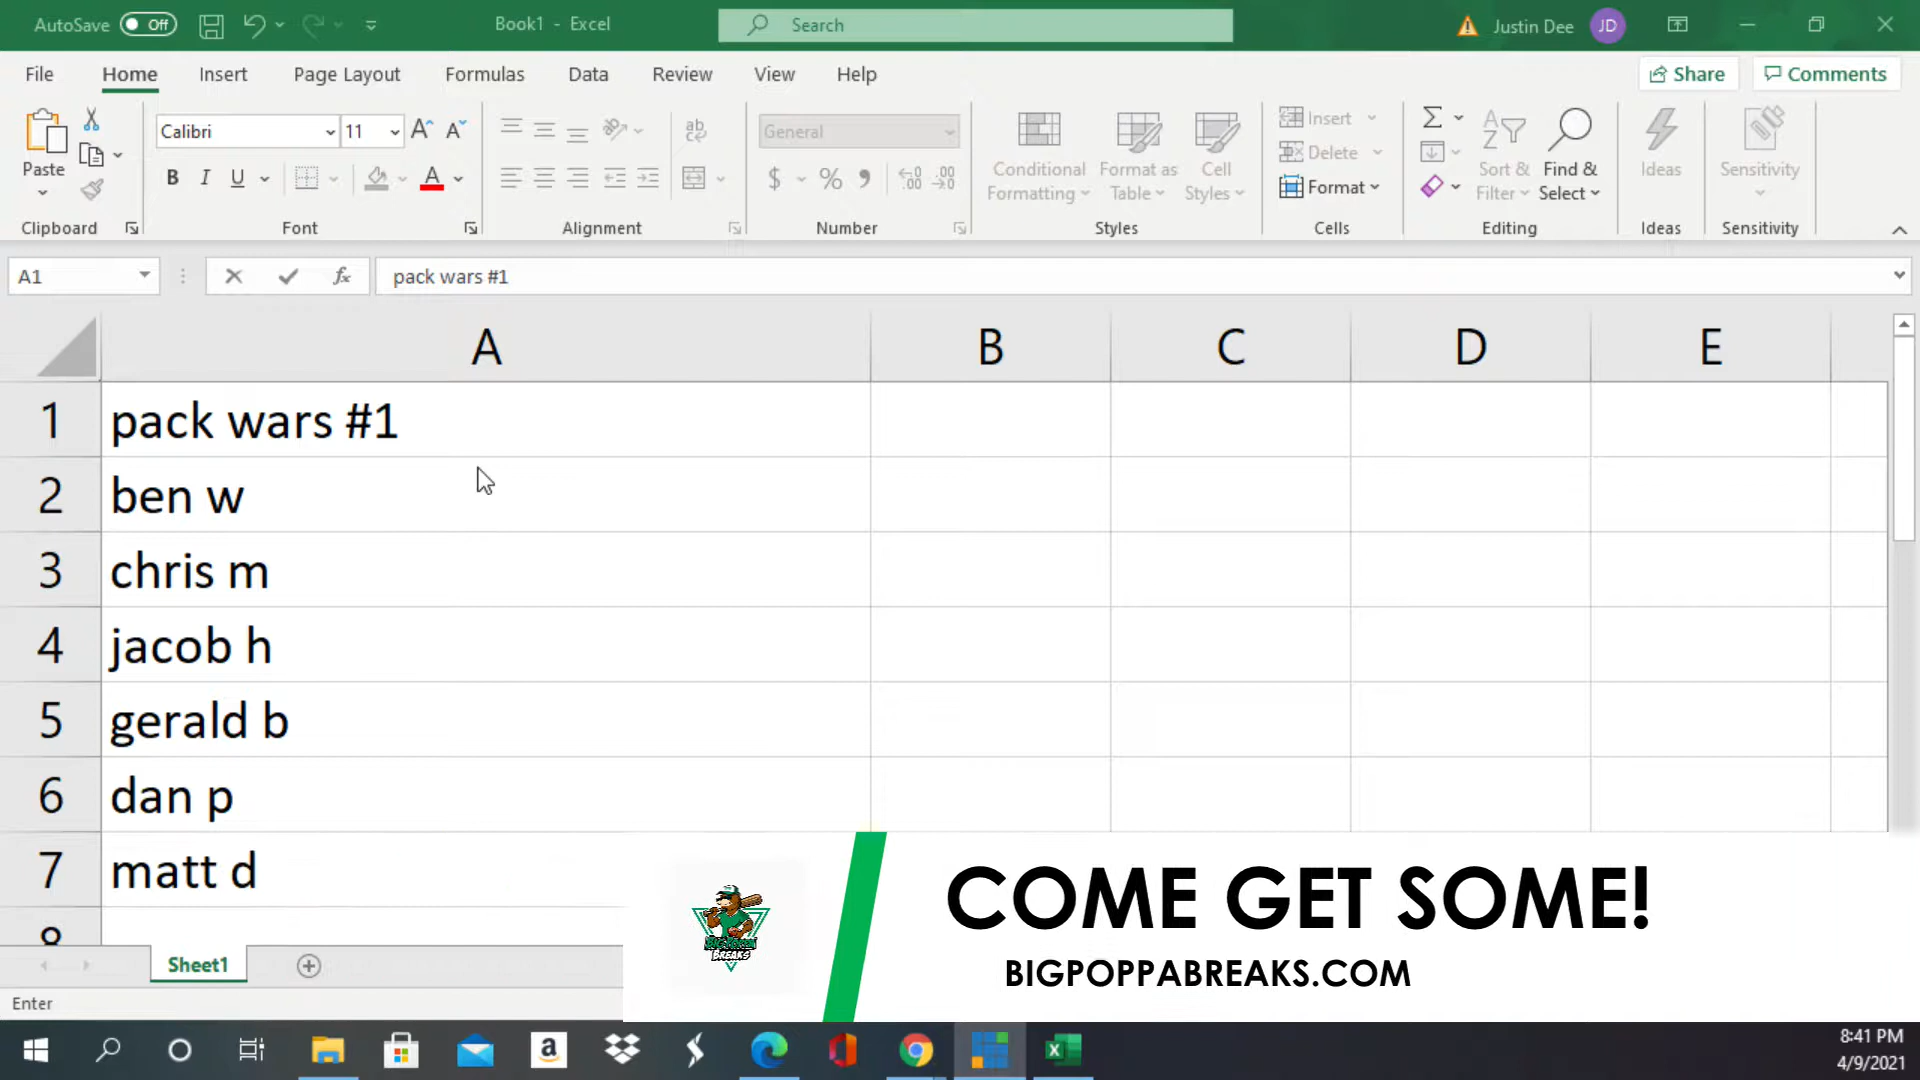 AutoSave Off Book1 - Excel Search Justin Dee JD
File Home Insert Page Layout Formulas Data Review View Help Share Comments
Calibri 11 General
Paste Conditional Formatting Format as Table Cell Styles Insert Delete Format Sort & Filter Find & Select Ideas Sensitivity
Clipboard Font Alignment Number Styles Cells Editing Ideas Sensitivity
A1 fx pack wars #1
A B C D E
1 pack wars #1
2 ben w
3 chris m
4 jacob h
5 gerald b
6 dan p
7 matt d
8
COME GET SOME!
BIGPOPPABREAKS.COM
BIGPOPPA
BREAKS
Sheet1
Enter
8:41 PM
4/9/2021